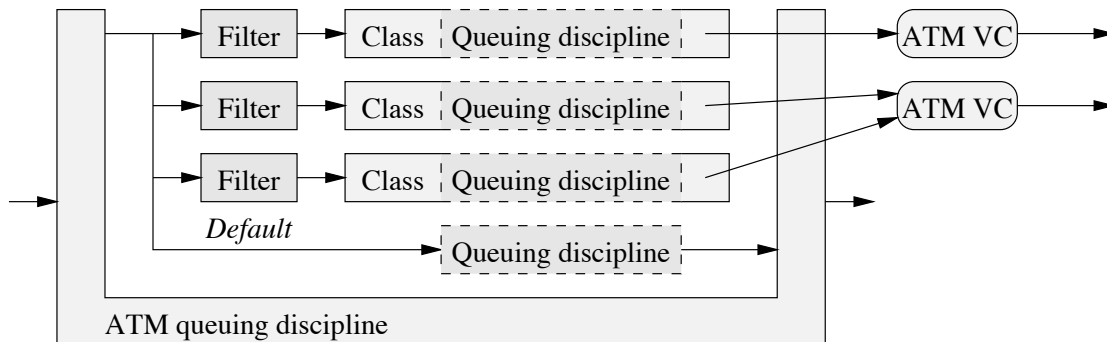 Filter Class Queuing discipline ATM VC
Filter Class Queuing discipline ATM VC
Filter Class Queuing discipline
Default
Queuing discipline
ATM queuing discipline